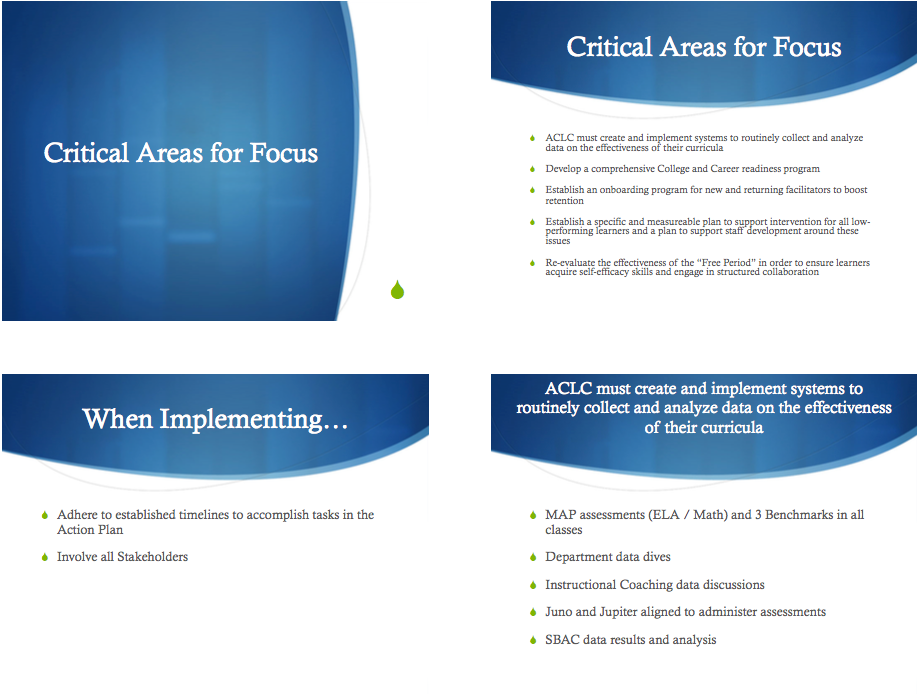 Critical Areas for Focus
Critical Areas for Focus
ACLC must create and implement systems to routinely collect and analyze
data on the effectiveness of their curricula
Develop a comprehensive College and Career readiness program
Establish an onboarding program for new and returning facilitators to boost
retention
Establish a specific and measureable plan to support intervention for all low-
performing learners and a plan to support staff development around these
issues
Re-evaluate the effectiveness of the “Free Period” in order to ensure learners
acquire self-efficacy skills and engage in structured collaboration
When Implementing…
Adhere to established timelines to accomplish tasks in the
Action Plan
Involve all Stakeholders
ACLC must create and implement systems to
routinely collect and analyze data on the effectiveness
of their curricula
MAP assessments (ELA / Math) and 3 Benchmarks in all
classes
Department data dives
Instructional Coaching data discussions
Juno and Jupiter aligned to administer assessments
SBAC data results and analysis